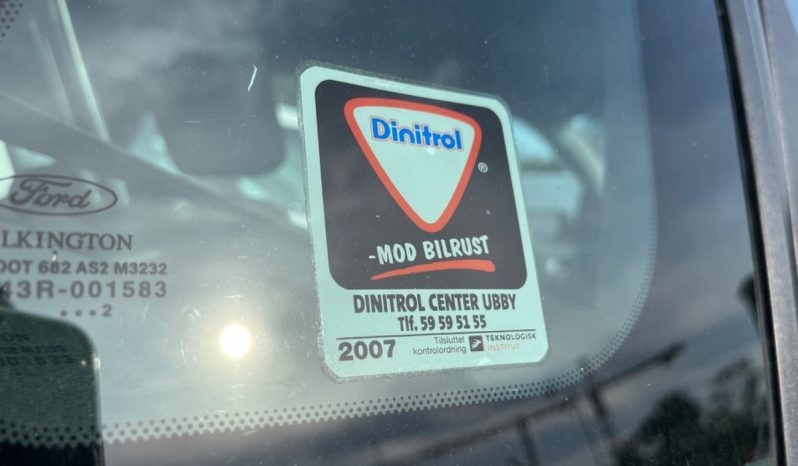 Dinitrol
®
-MOD BILRUST
DINITROL CENTER UBBY
Tlf. 59 59 51 55
2007
Tilsluttet
kontrolordning
TEKNOLOGISK
INSTITUT
Ford
LKINGTON
DOT 682 AS2 M3232
43R-001583
...2